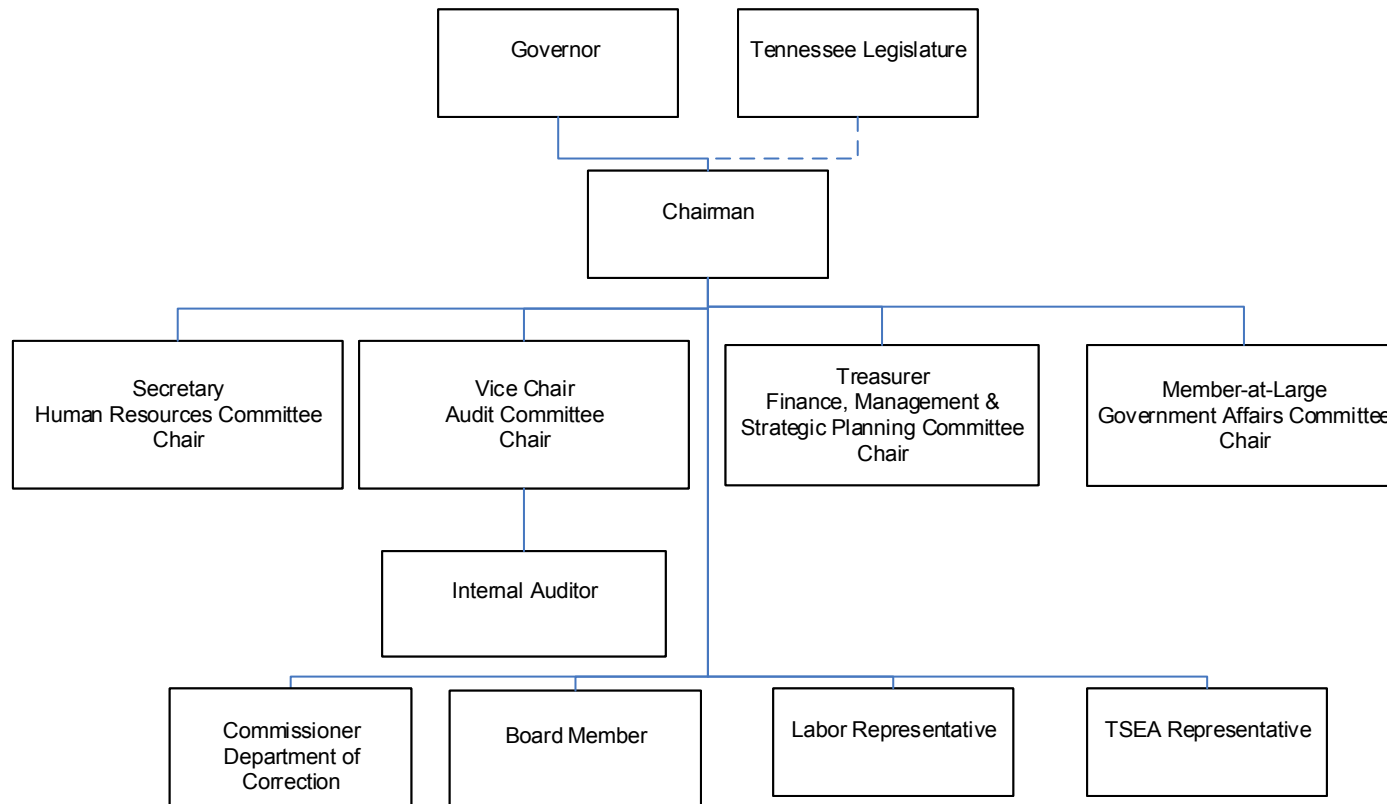 Governor
Tennessee Legislature
Chairman
Secretary
Human Resources Committee
Chair
Vice Chair
Audit Committee
Chair
Treasurer
Finance, Management &
Strategic Planning Committee
Chair
Member-at-Large
Government Affairs Committee
Chair
Internal Auditor
Commissioner
Department of
Correction
Board Member
Labor Representative
TSEA Representative